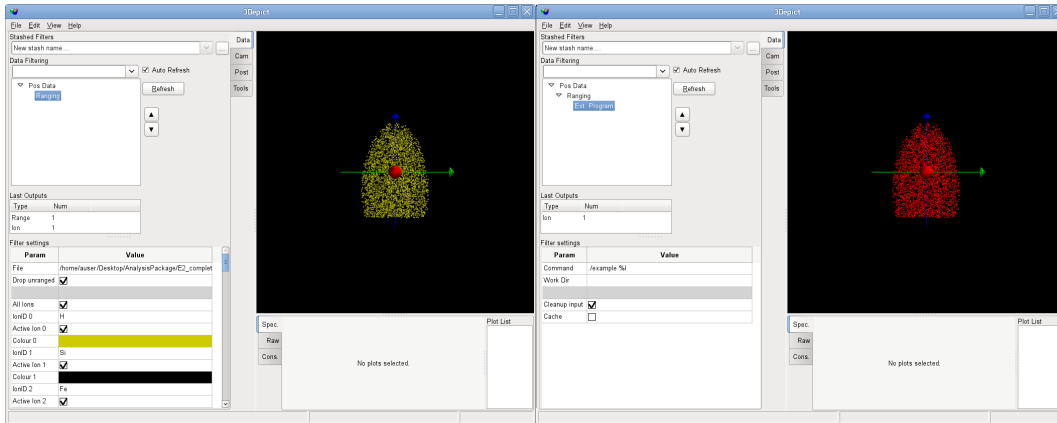 3Depict
File Edit View Help
Stashed Filters
New stash name....
...
Data Filtering
Auto Refresh
Pos Data
Ranging
Refresh
Data
Cam
Post
Tools
Last Outputs
Type Num
Range 1
Ion 1
Filter settings
Param Value
File /home/auser/Desktop/AnalysisPackage/E2_complet
Drop unranged
All Ions
IonID 0 H
Active Ion 0
Colour 0
IonID 1 Si
Active Ion 1
Colour 1
IonID 2 Fe
Active Ion 2
Spec.
Raw
Cons.
No plots selected.
Plot List
3Depict
File Edit View Help
Stashed Filters
New stash name....
...
Data Filtering
Auto Refresh
Pos Data
Ranging
Ext. Program
Refresh
Data
Cam
Post
Tools
Last Outputs
Type Num
Ion 1
Filter settings
Param Value
Command ./example %i
Work Dir
Cleanup input
Cache
Spec.
Raw
Cons.
No plots selected.
Plot List